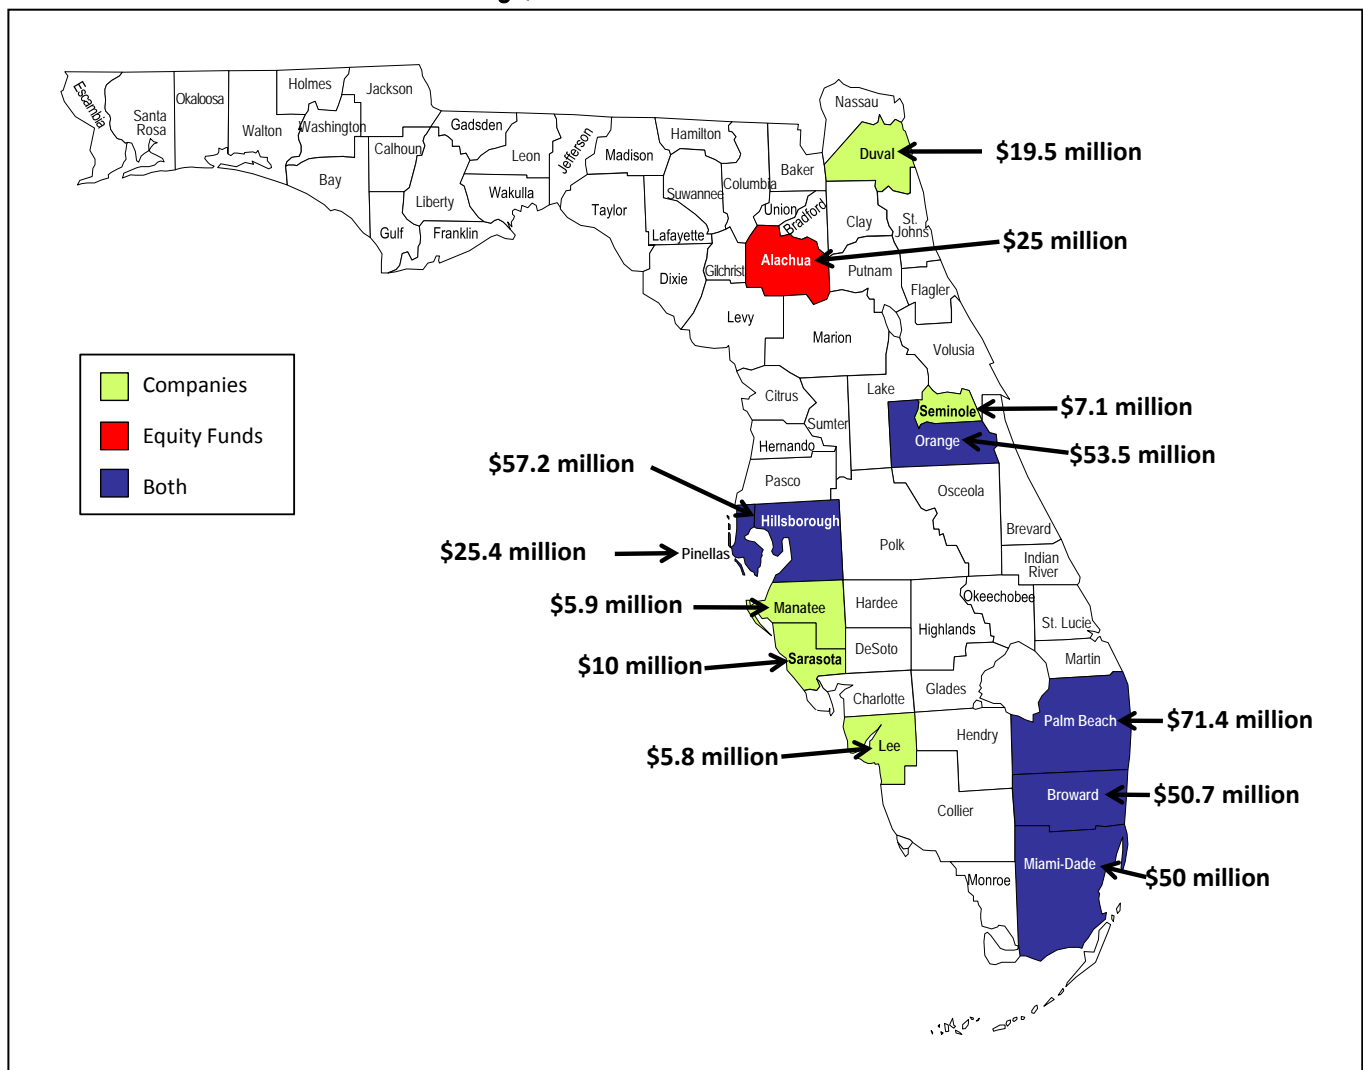 Escambia
Santa
Rosa
Okaloosa
Walton
Holmes
Washington
Jackson
Bay
Calhoun
Gulf
Liberty
Franklin
Gadsden
Leon
Wakulla
Jefferson
Madison
Taylor
Hamilton
Suwannee
Lafayette
Dixie
Columbia
Gilchrist
Levy
Baker
Union
Bradford
Alachua
$25 million
Nassau
Duval
$19.5 million
Clay
St.
Johns
Putnam
Flagler
Marion
Volusia
Citrus
Sumter
Lake
Hernando
Pasco
Seminole
$7.1 million
Orange
$53.5 million
Osceola
Brevard
Companies
Equity Funds
Both
$57.2 million
Hillsborough
$25.4 million
Pinellas
Polk
Indian
River
$5.9 million
Manatee
Hardee
Highlands
Okeechobee
St. Lucie
$10 million
Sarasota
DeSoto
Martin
Charlotte
Glades
$5.8 million
Lee
Hendry
Palm Beach
$71.4 million
Collier
Broward
$50.7 million
Monroe
Miami-Dade
$50 million